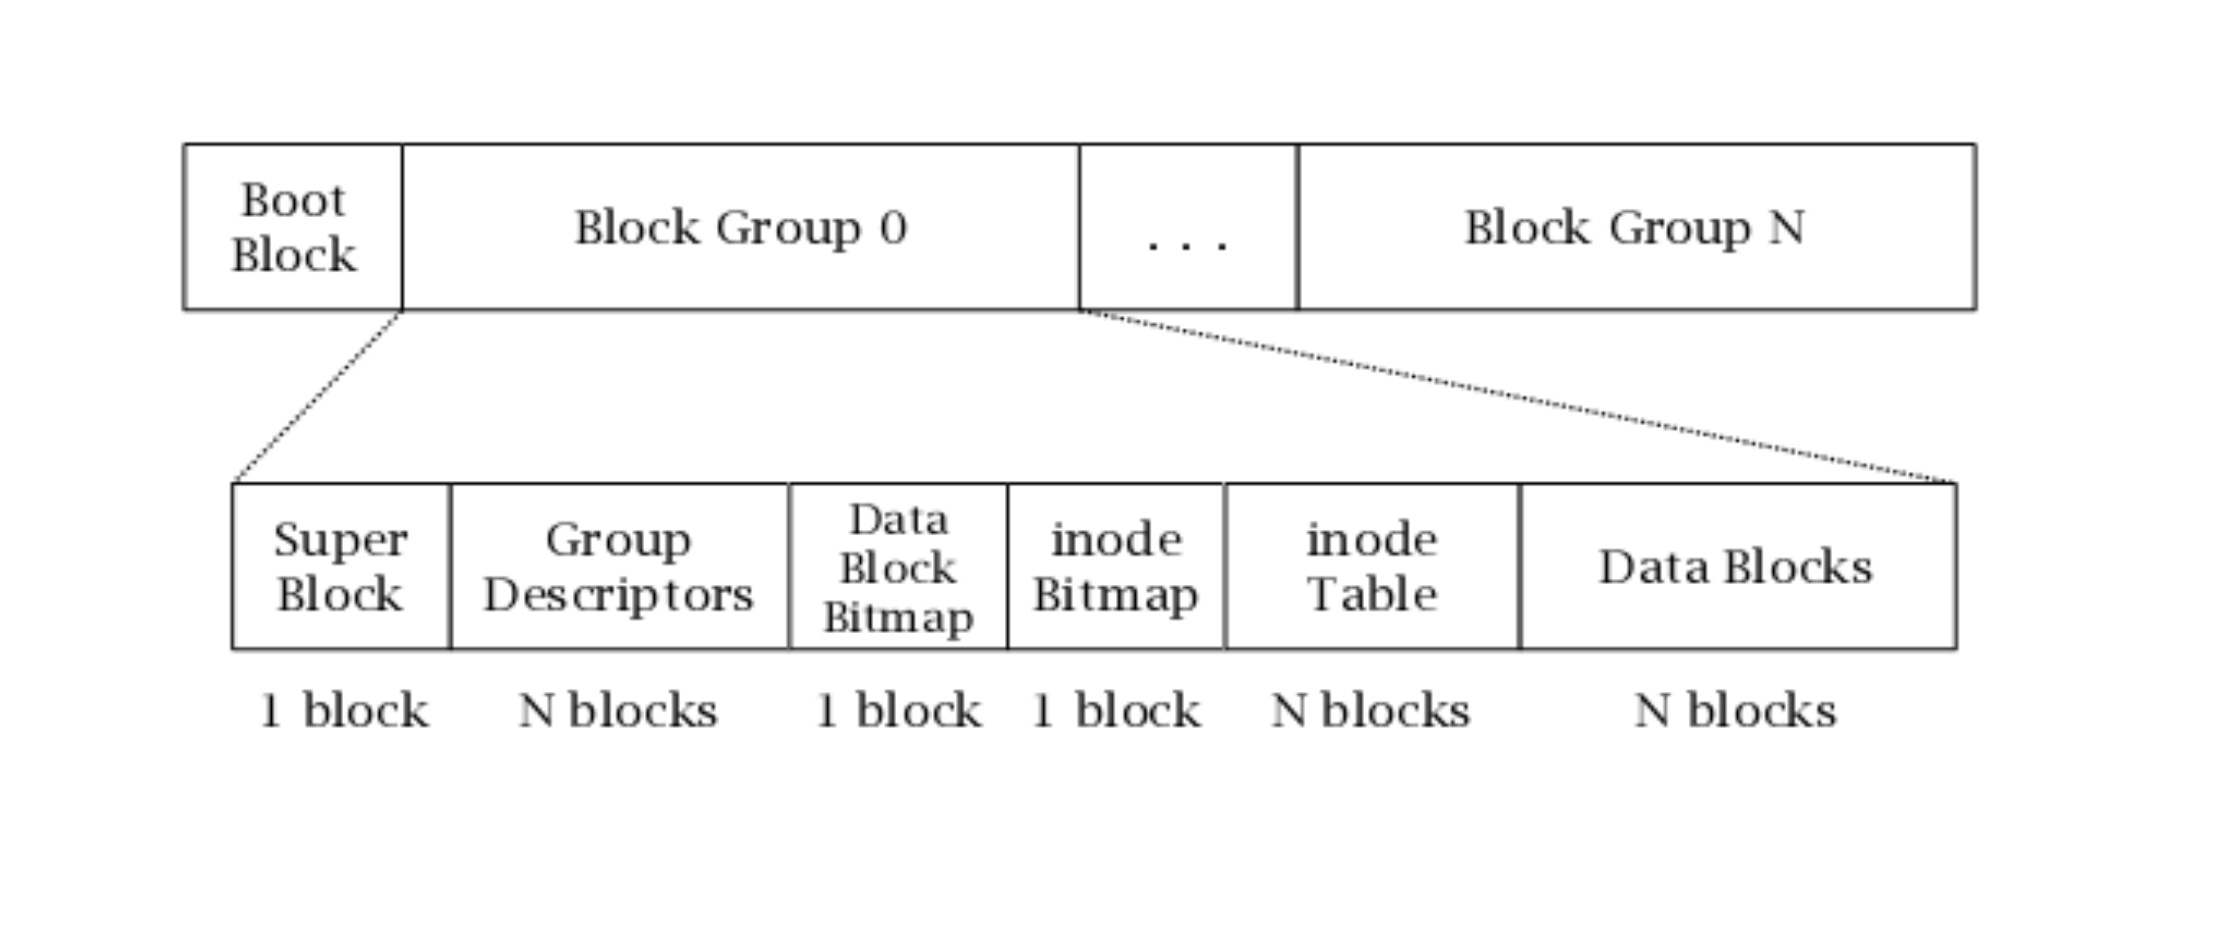 Boot
Block
Block Group 0
. . .
Block Group N
Super
Block
Group
Descriptors
Data
Block
Bitmap
inode
Bitmap
inode
Table
Data Blocks
1 block
N blocks
1 block
1 block
N blocks
N blocks